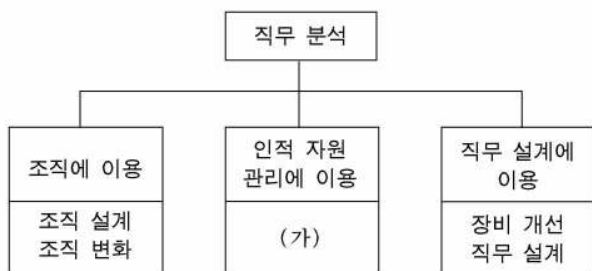 직무 분석
조직에 이용
조직 설계
조직 변화
인적 자원
관리에 이용
(가)
직무 설계에
이용
장비 개선
직무 설계